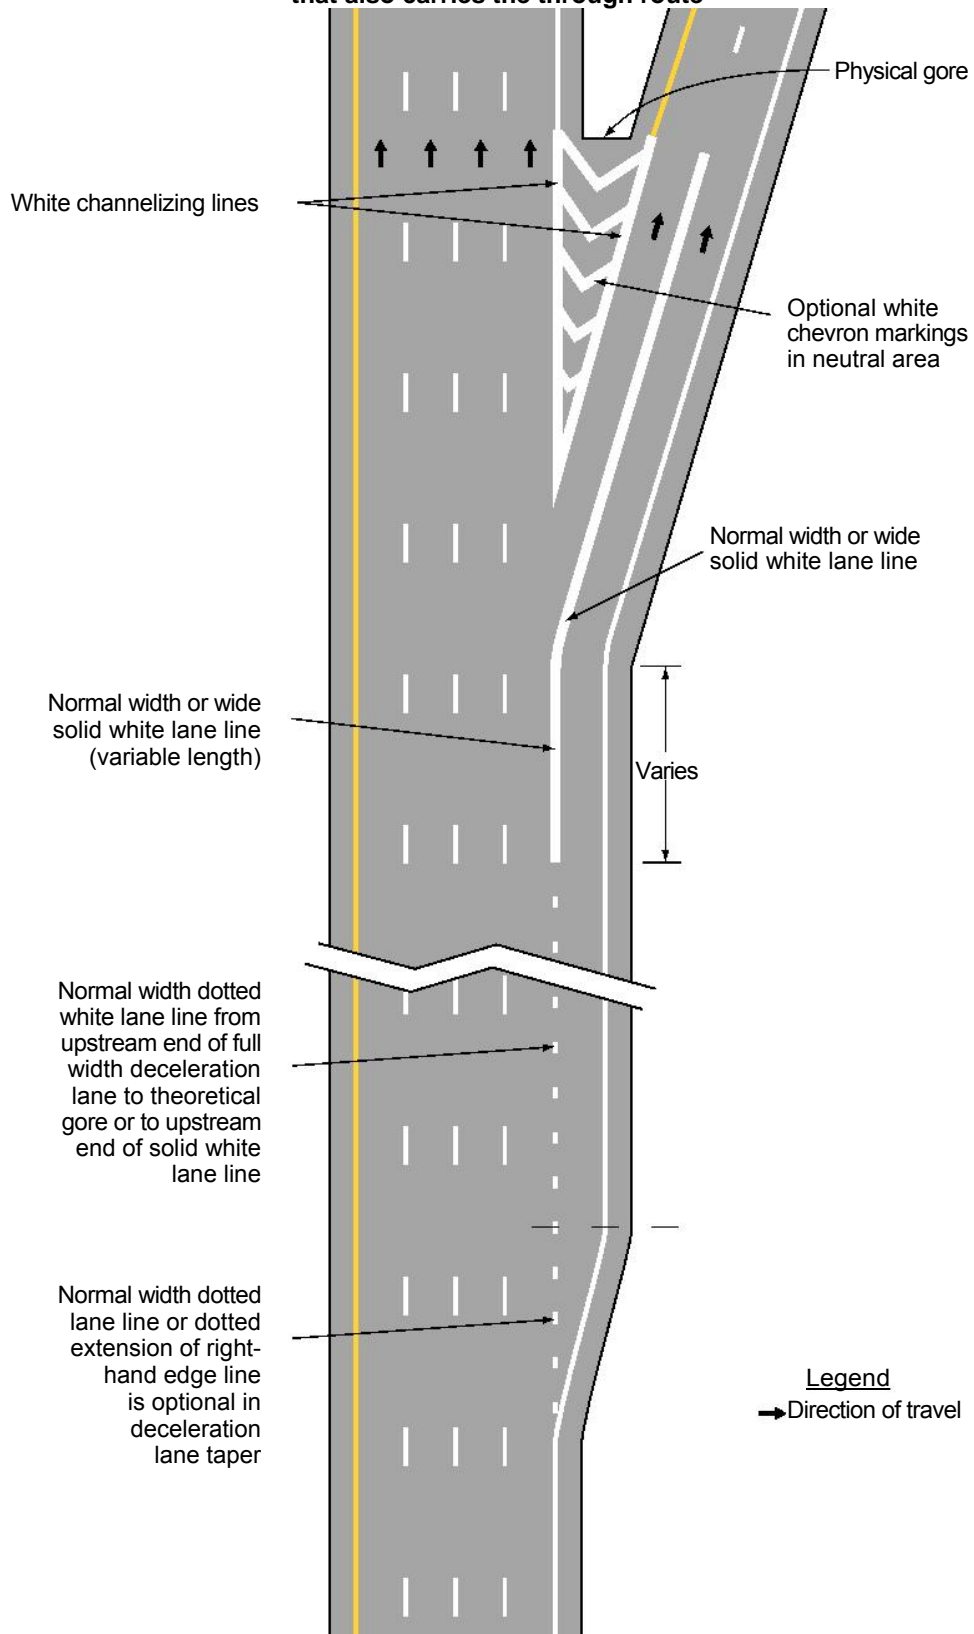 that also carries the through route
Physical gore
White channelizing lines
Optional white
chevron markings
in neutral area
Normal width or wide
solid white lane line
Normal width or wide
solid white lane line
(variable length)
Varies
Normal width dotted
white lane line from
upstream end of full
width deceleration
lane to theoretical
gore or to upstream
end of solid white
lane line
Normal width dotted
lane line or dotted
extension of right-
hand edge line
is optional in
deceleration
lane taper
Legend
Direction of travel